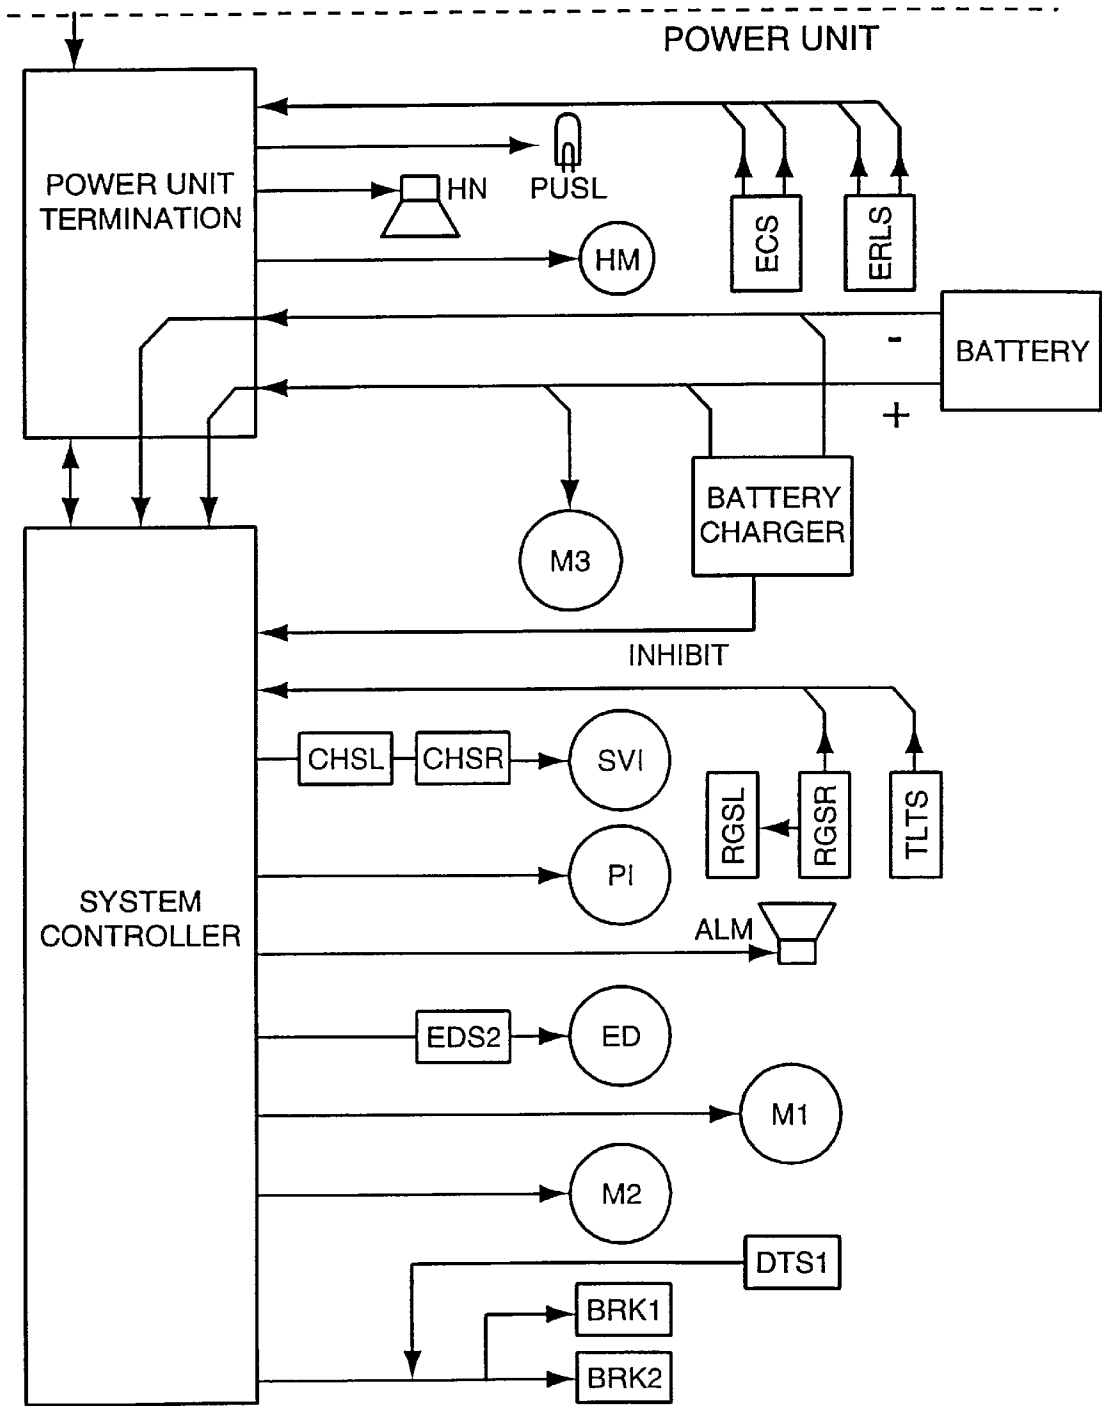 POWER UNIT
POWER UNIT
TERMINATION
HN
PUSL
HM
ECS
ERLS
-
BATTERY
+
BATTERY
CHARGER
M3
INHIBIT
CHSL
CHSR
SVI
RGSL
RGSR
TLTS
PI
SYSTEM
CONTROLLER
ALM
EDS2
ED
M1
M2
DTS1
BRK1
BRK2